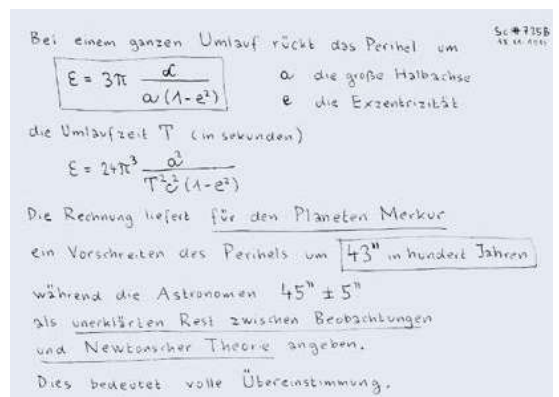 Bei einem ganzen Umlauf rückt das Perihel um
Sc#725B
ε = 3π α / a(1-e²)
a die große Halbachse
e die Exzentrizität
die Umlaufzeit T (in sekunden)
ε = 24π³ a² / T²c²(1-e²)
Die Rechnung liefert für den Planeten Merkur
ein Vorschreiten des Perihels um 43" in hundert Jahren
während die Astronomen 45" ± 5"
als unerklärten Rest zwischen Beobachtungen
und Newtonscher Theorie angeben.
Dies bedeutet volle Übereinstimmung.